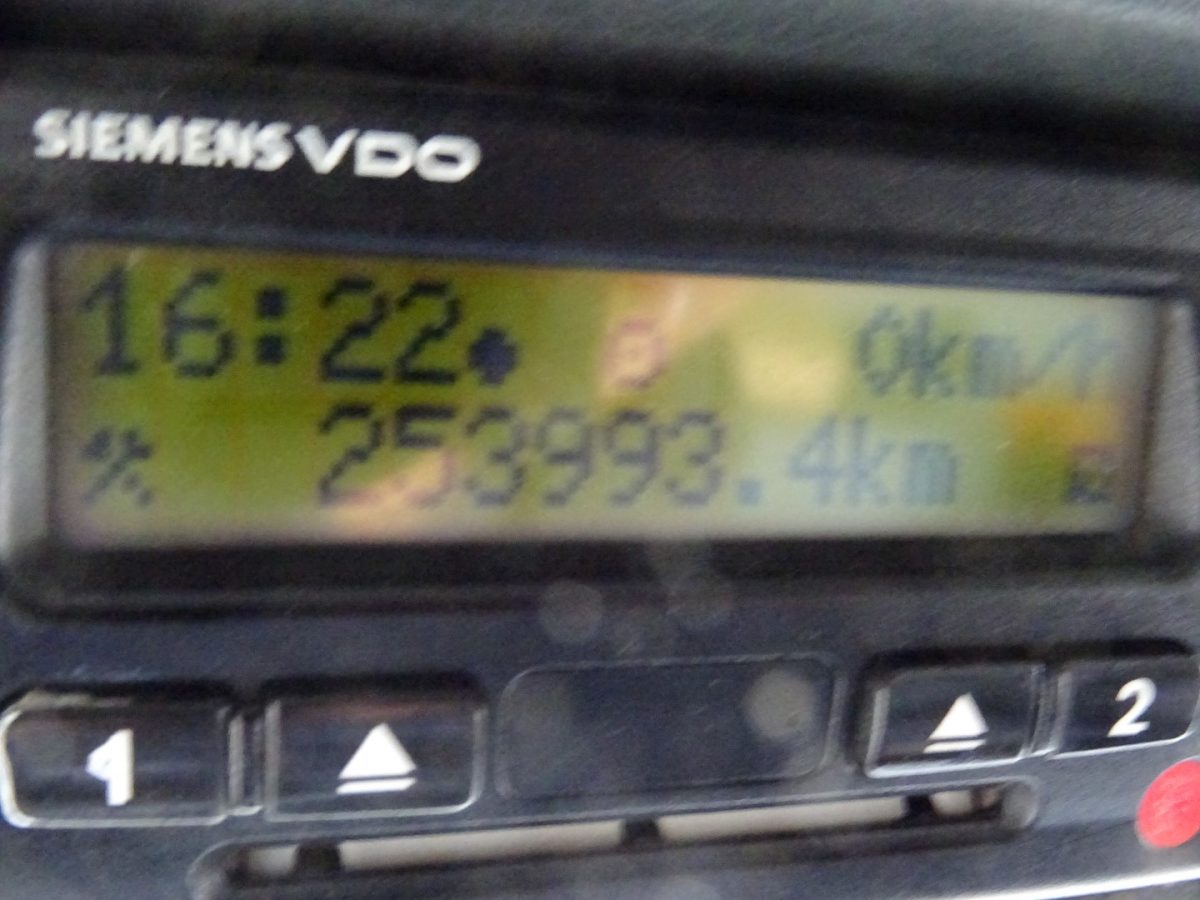 SIEMENS VDO
16:22 0km/h
253993.4km
1 2